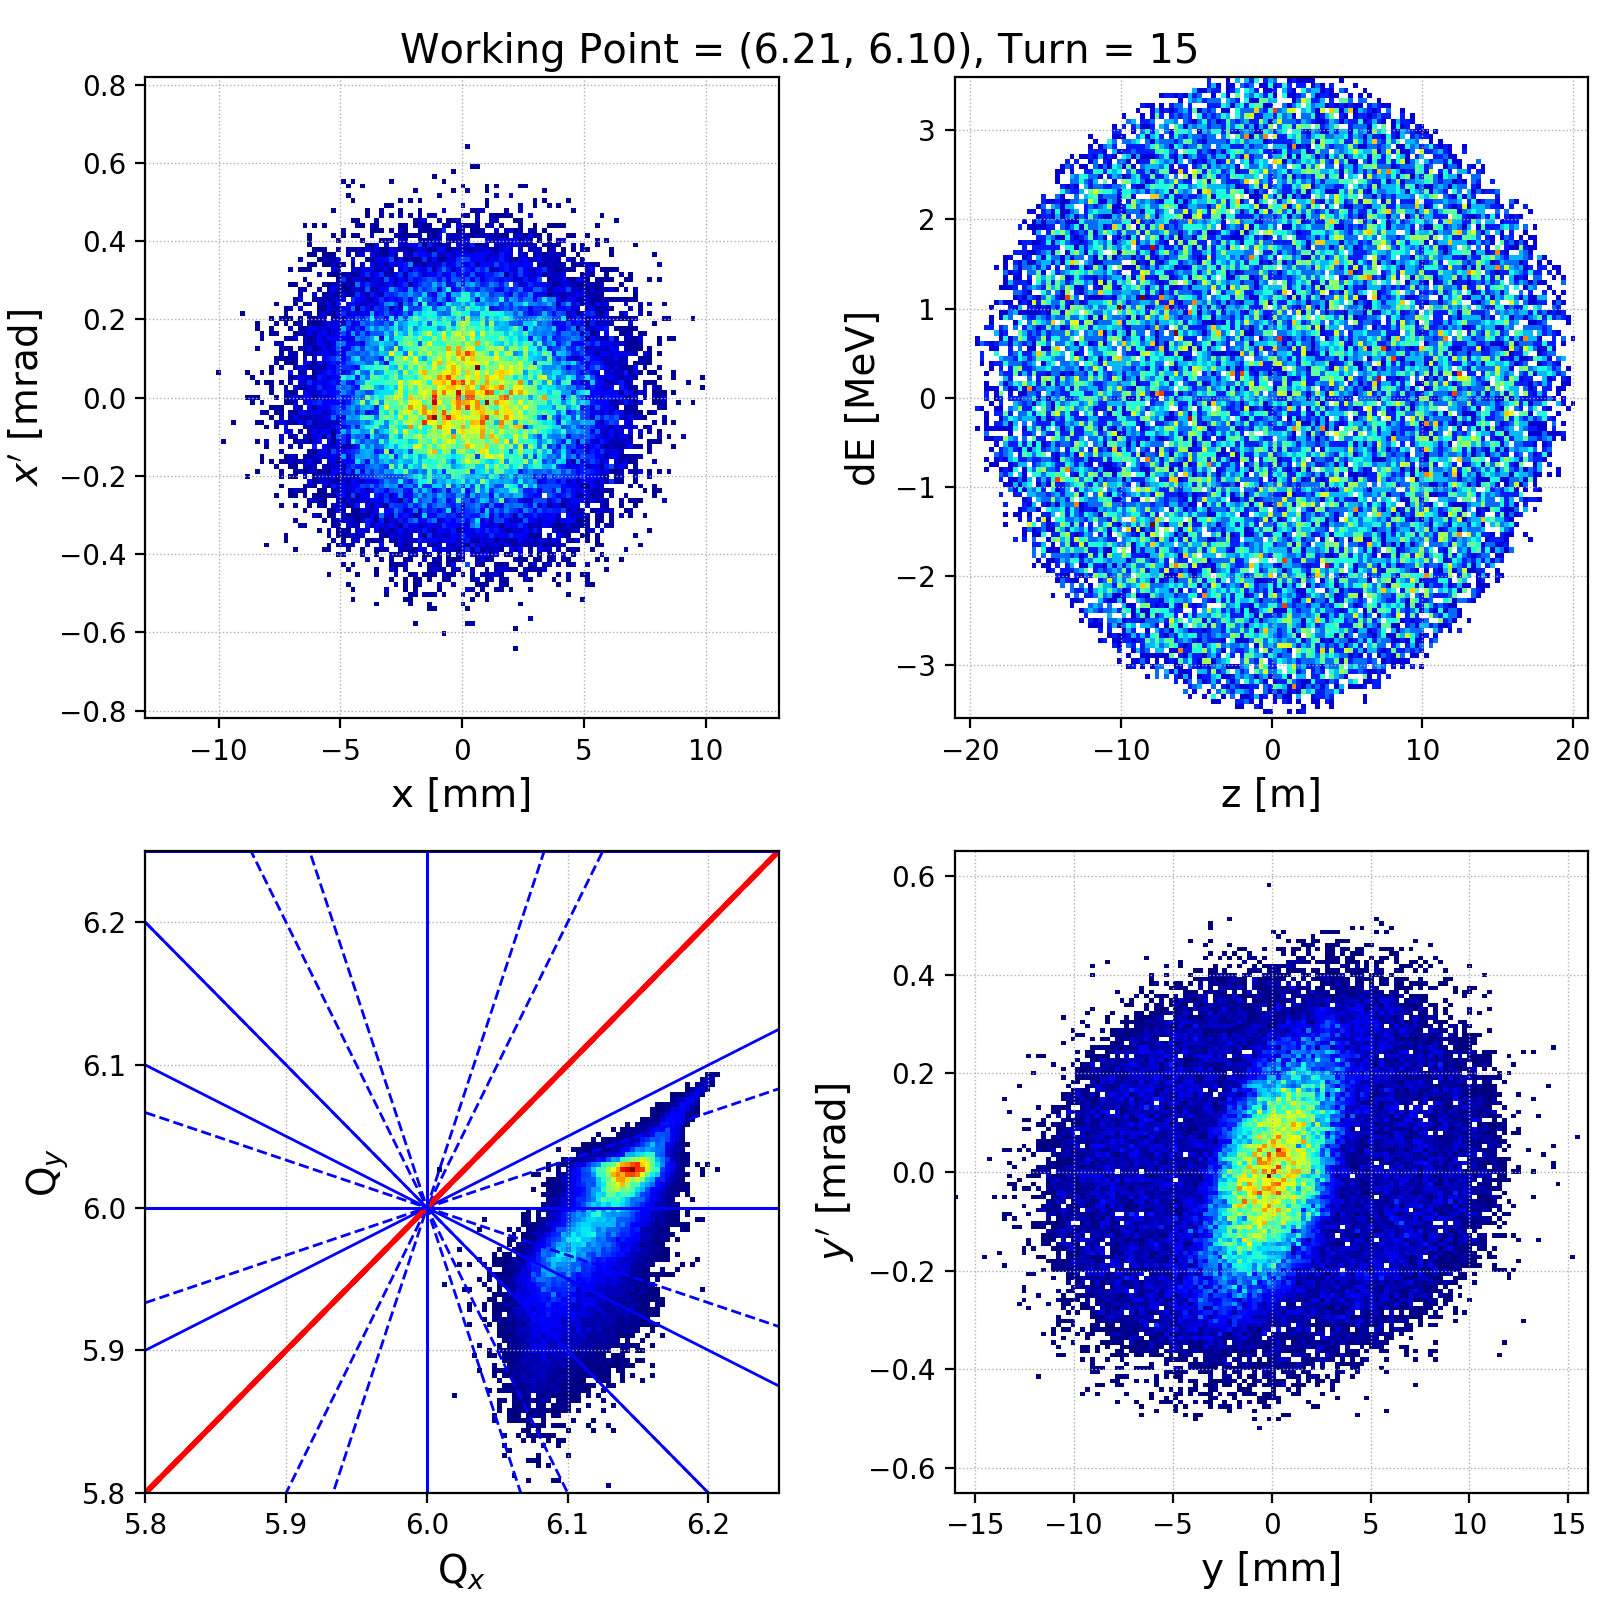 Working Point = (6.21, 6.10), Turn = 15
0.8
0.6
0.4
0.2
0.0
−0.2
−0.4
−0.6
−0.8
x′ [mrad]
−10 −5 0 5 10
x [mm]
3
2
1
0
−1
−2
−3
dE [MeV]
−20 −10 0 10 20
z [m]
6.2
6.1
6.0
5.9
5.8
Qy
5.8 5.9 6.0 6.1 6.2
Qx
0.6
0.4
0.2
0.0
−0.2
−0.4
−0.6
y′ [mrad]
−15 −10 −5 0 5 10 15
y [mm]